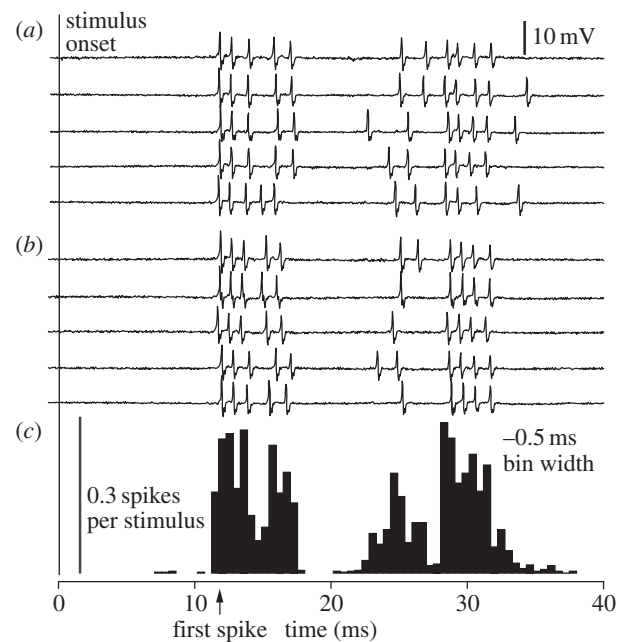 (a)
stimulus
onset
10 mV
(b)
(c)
–0.5 ms
bin width
0.3 spikes
per stimulus
0 10 20 30 40
first spike time (ms)